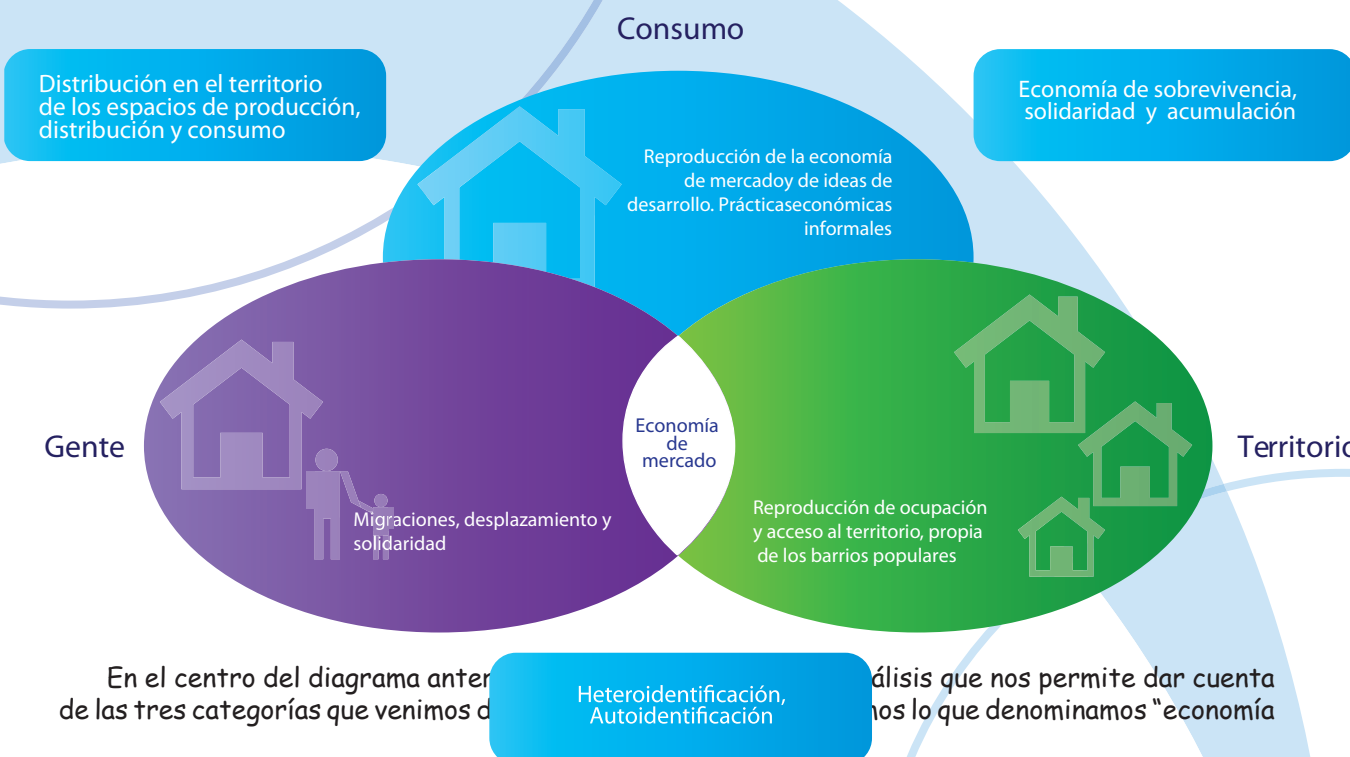 Consumo
Distribución en el territorio
de los espacios de producción,
distribución y consumo
Economía de sobrevivencia,
solidaridad y acumulación
Reproducción de la economía
de mercadoy de ideas de
desarrollo. Prácticaseconómicas
informales
Gente
Economía
de
mercado
Territorio
Migraciones, desplazamiento y
solidaridad
Reproducción de ocupación
y acceso al territorio, propia
de los barrios populares
Heteroidentificación,
Autoidentificación
En el centro del diagrama anter álisis que nos permite dar cuenta
de las tres categorías que venimos d nos lo que denominamos “economía